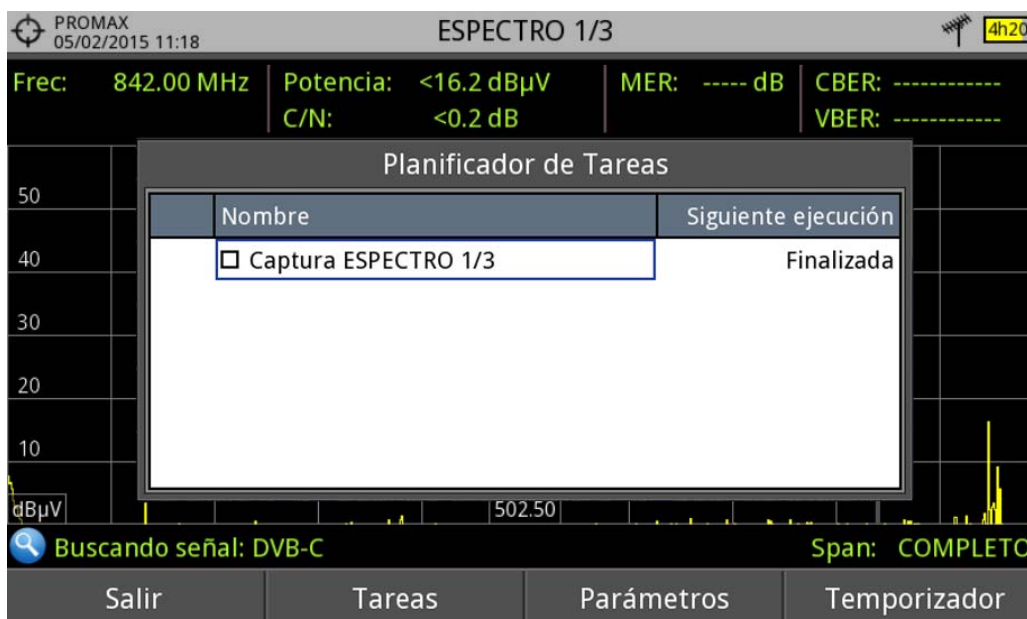 PROMAX
05/02/2015 11:18
ESPECTRO 1/3
4h20
Frec: 842.00 MHz Potencia: <16.2 dBµV MER: ----- dB CBER: ------------
C/N: <0.2 dB VBER: ------------
Planificador de Tareas
Nombre Siguiente ejecución
Captura ESPECTRO 1/3 Finalizada
50
40
30
20
10
dBµV 502.50
Buscando señal: DVB-C Span: COMPLETO
Salir Tareas Parámetros Temporizador